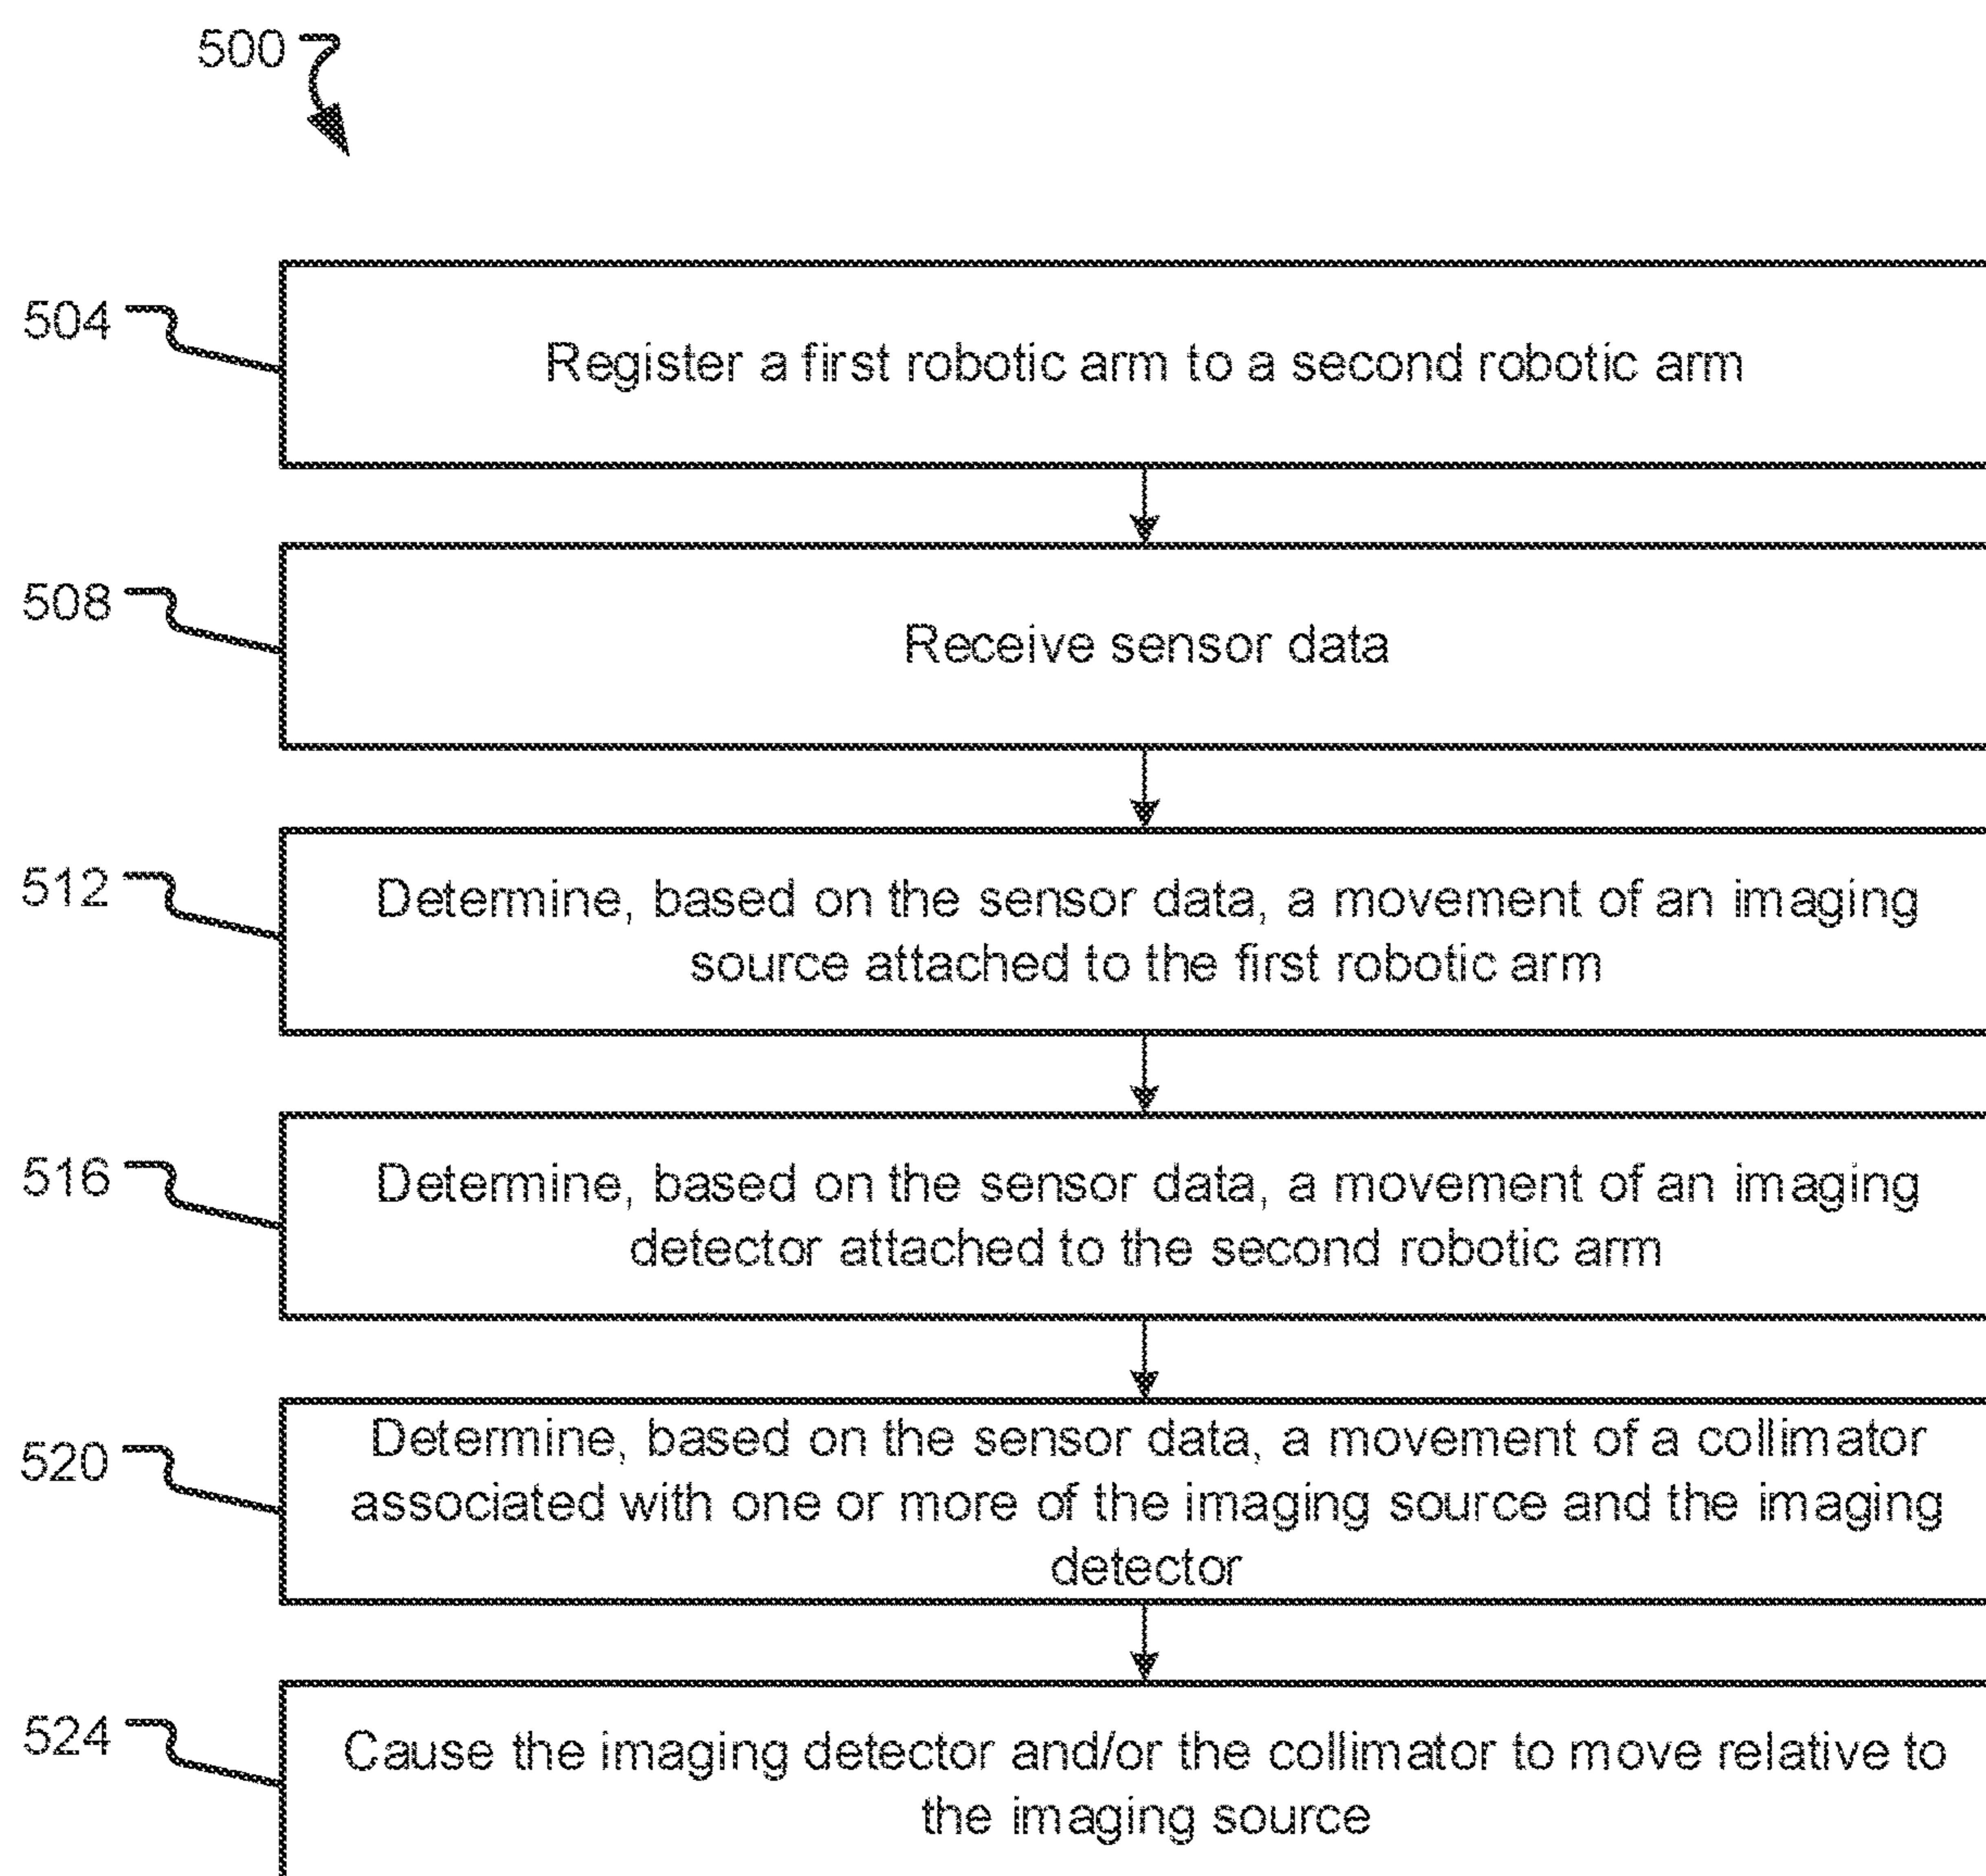 500
504
Register a first robotic arm to a second robotic arm
508
Receive sensor data
512
Determine, based on the sensor data, a movement of an imaging
source attached to the first robotic arm
516
Determine, based on the sensor data, a movement of an imaging
detector attached to the second robotic arm
520
Determine, based on the sensor data, a movement of a collimator
associated with one or more of the imaging source and the imaging
detector
524
Cause the imaging detector and/or the collimator to move relative to
the imaging source